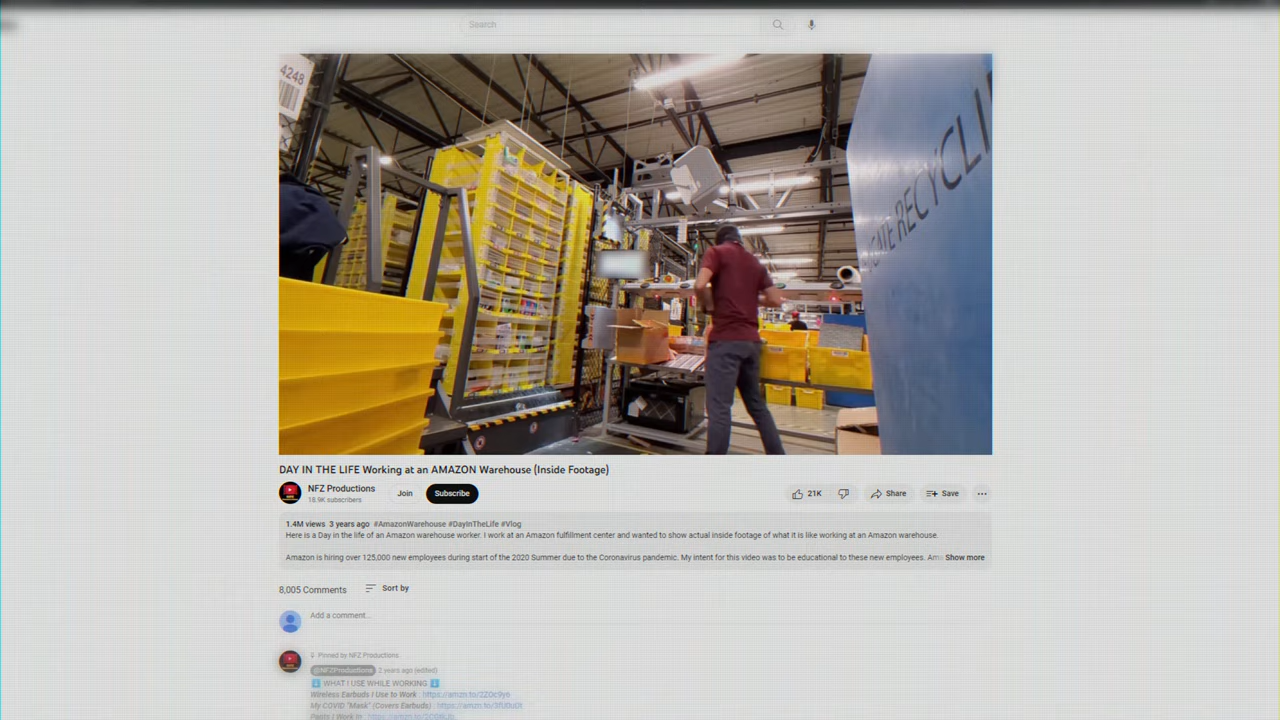 Search
4248
RECYCLI
DAY IN THE LIFE Working at an AMAZON Warehouse (Inside Footage)
NFZ Productions
18.9K subscribers
Join
Subscribe
21K
Share
Save
1.4M views 3 years ago #AmazonWarehouse #DayInTheLife #Vlog
Here is a Day in the life of an Amazon warehouse worker. I work at an Amazon fulfillment center and wanted to show actual inside footage of what it is like working at an Amazon warehouse.
Amazon is hiring over 125,000 new employees during start of the 2020 Summer due to the Coronavirus pandemic. My intent for this video was to be educational to these new employees. Show more
8,005 Comments
Sort by
Add a comment...
Pinned by NFZ Productions
@NFZProductions 2 years ago (edited)
WHAT I USE WHILE WORKING
Wireless Earbuds I Use to Work :
My COVID "Mask" (Covers Earbuds) :
Pants I Work in :